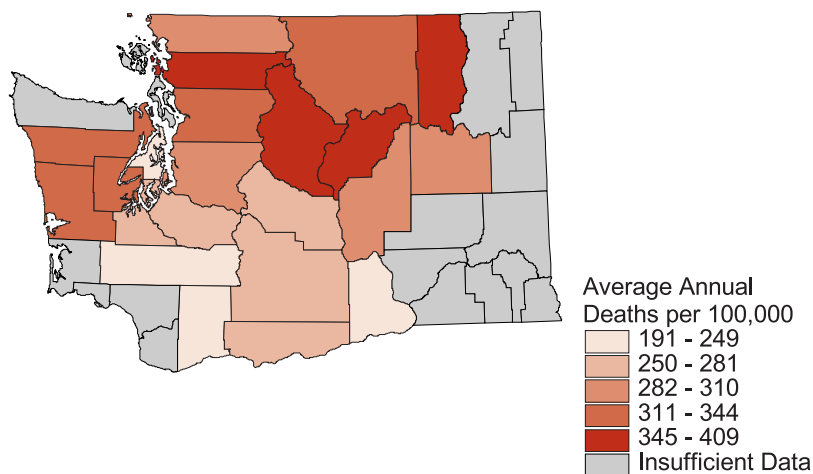 Average Annual
Deaths per 100,000
191 - 249
250 - 281
282 - 310
311 - 344
345 - 409
Insufficient Data